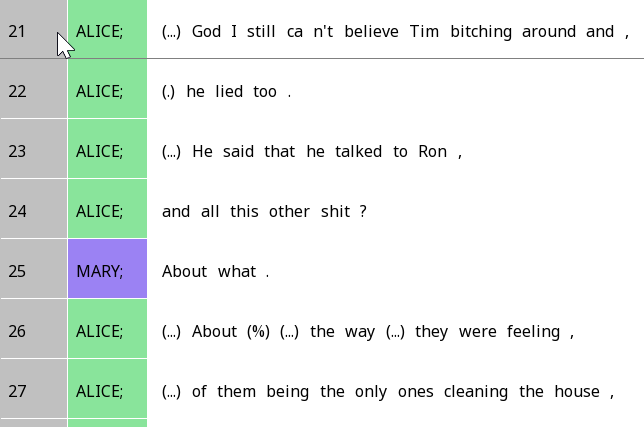 21 ALICE; (...) God I still ca n't believe Tim bitching around and ,
22 ALICE; (.) he lied too .
23 ALICE; (...) He said that he talked to Ron ,
24 ALICE; and all this other shit ?
25 MARY; About what .
26 ALICE; (...) About (%) (...) the way (...) they were feeling ,
27 ALICE; (...) of them being the only ones cleaning the house ,